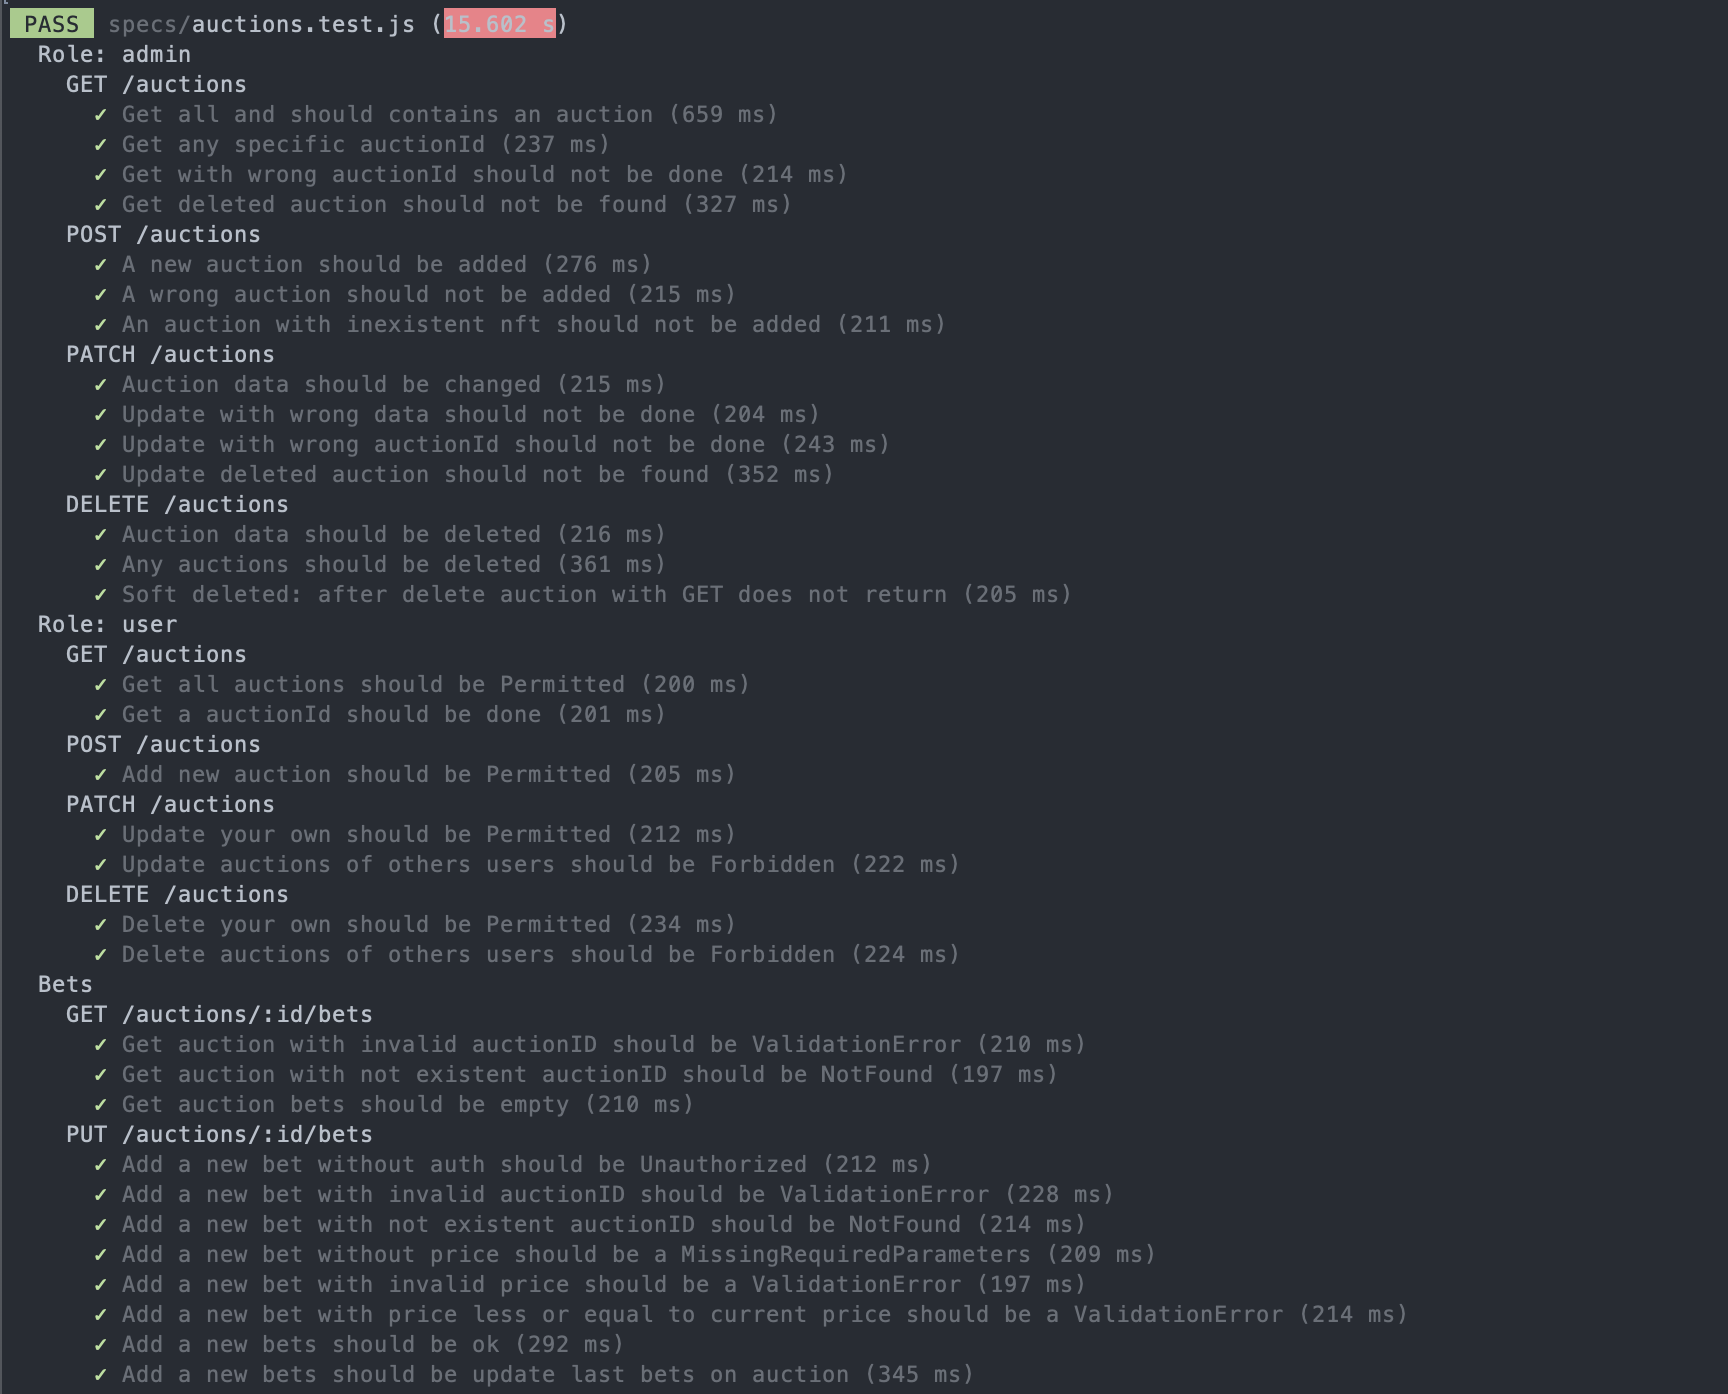 PASS specs/auctions.test.js (15.602 s)
Role: admin
GET /auctions
✓ Get all and should contains an auction (659 ms)
✓ Get any specific auctionId (237 ms)
✓ Get with wrong auctionId should not be done (214 ms)
✓ Get deleted auction should not be found (327 ms)
POST /auctions
✓ A new auction should be added (276 ms)
✓ A wrong auction should not be added (215 ms)
✓ An auction with inexistent nft should not be added (211 ms)
PATCH /auctions
✓ Auction data should be changed (215 ms)
✓ Update with wrong data should not be done (204 ms)
✓ Update with wrong auctionId should not be done (243 ms)
✓ Update deleted auction should not be found (352 ms)
DELETE /auctions
✓ Auction data should be deleted (216 ms)
✓ Any auctions should be deleted (361 ms)
✓ Soft deleted: after delete auction with GET does not return (205 ms)
Role: user
GET /auctions
✓ Get all auctions should be Permitted (200 ms)
✓ Get a auctionId should be done (201 ms)
POST /auctions
✓ Add new auction should be Permitted (205 ms)
PATCH /auctions
✓ Update your own should be Permitted (212 ms)
✓ Update auctions of others users should be Forbidden (222 ms)
DELETE /auctions
✓ Delete your own should be Permitted (234 ms)
✓ Delete auctions of others users should be Forbidden (224 ms)
Bets
GET /auctions/:id/bets
✓ Get auction with invalid auctionID should be ValidationError (210 ms)
✓ Get auction with not existent auctionID should be NotFound (197 ms)
✓ Get auction bets should be empty (210 ms)
PUT /auctions/:id/bets
✓ Add a new bet without auth should be Unauthorized (212 ms)
✓ Add a new bet with invalid auctionID should be ValidationError (228 ms)
✓ Add a new bet with not existent auctionID should be NotFound (214 ms)
✓ Add a new bet without price should be a MissingRequiredParameters (209 ms)
✓ Add a new bet with invalid price should be a ValidationError (197 ms)
✓ Add a new bet with price less or equal to current price should be a ValidationError (214 ms)
✓ Add a new bets should be ok (292 ms)
✓ Add a new bets should be update last bets on auction (345 ms)